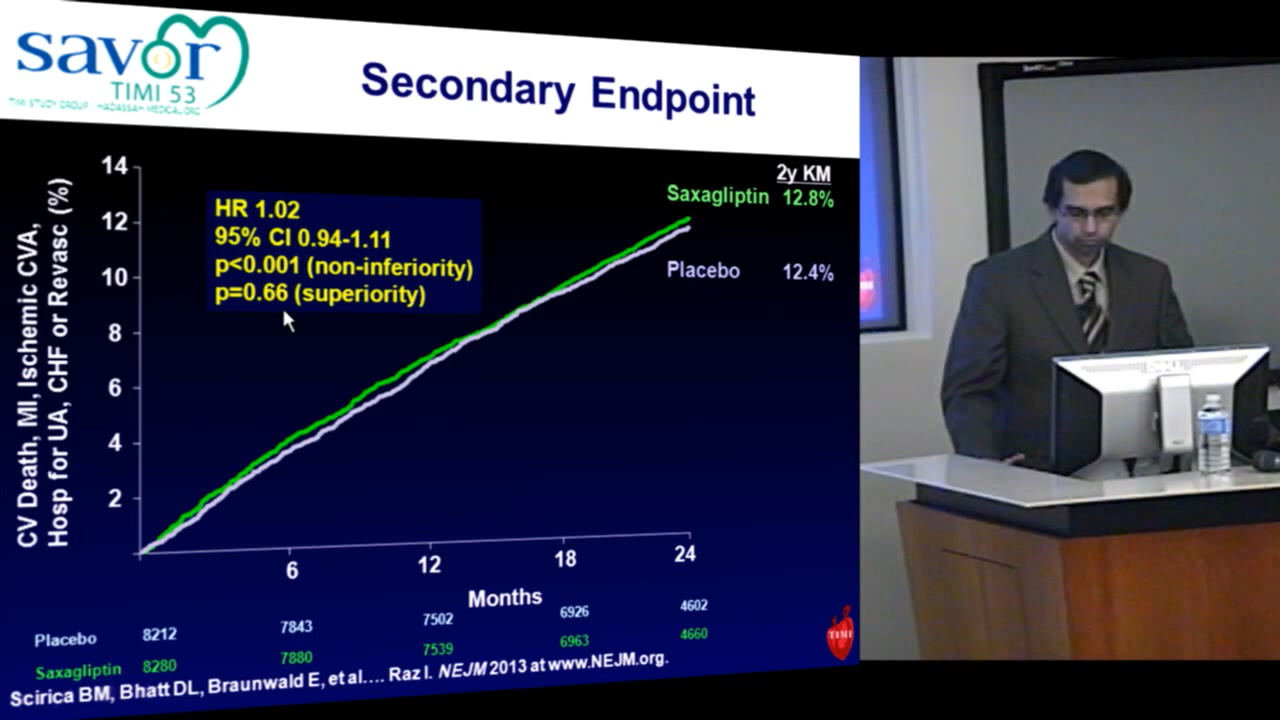 savor
TIMI 53
TIMI STUDY GROUP HADASSAH MEDICAL ORG
Secondary Endpoint
CV Death, MI, Ischemic CVA,
Hosp for UA, CHF or Revasc (%)
14
12
10
8
6
4
2
HR 1.02
95% CI 0.94-1.11
p<0.001 (non-inferiority)
p=0.66 (superiority)
2y KM
Saxagliptin 12.8%
Placebo 12.4%
6 12 18 24
Months
Placebo 8212 7843 7502 6926 4602
Saxagliptin 8280 7880 7539 6963 4660
TIMI
Scirica BM, Bhatt DL, Braunwald E, et al.... Raz I. NEJM 2013 at www.NEJM.org.